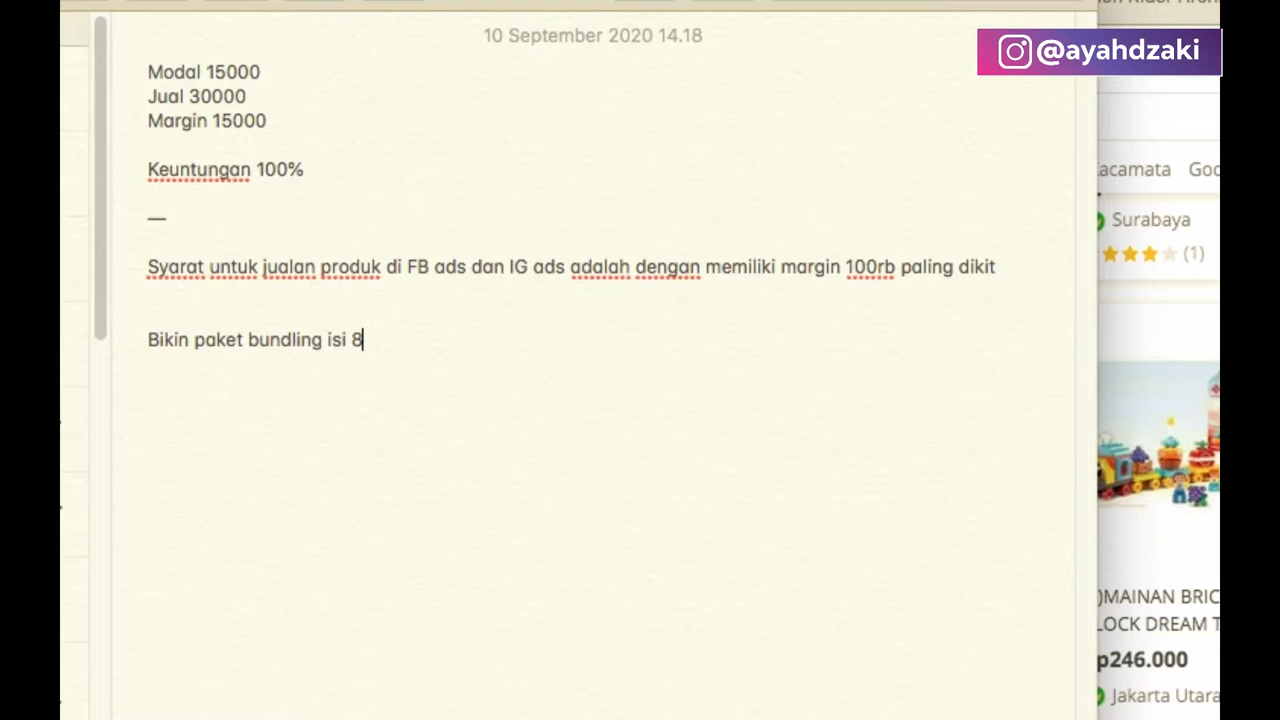 10 September 2020 14.18
@ayahdzaki
Modal 15000
Jual 30000
Margin 15000
Keuntungan 100%
—
Syarat untuk jualan produk di FB ads dan IG ads adalah dengan memiliki margin 100rb paling dikit
Bikin paket bundling isi 8
acamata Goo
Surabaya
(1)
)MAINAN BRIC
LOCK DREAM T
p246.000
Jakarta Utara